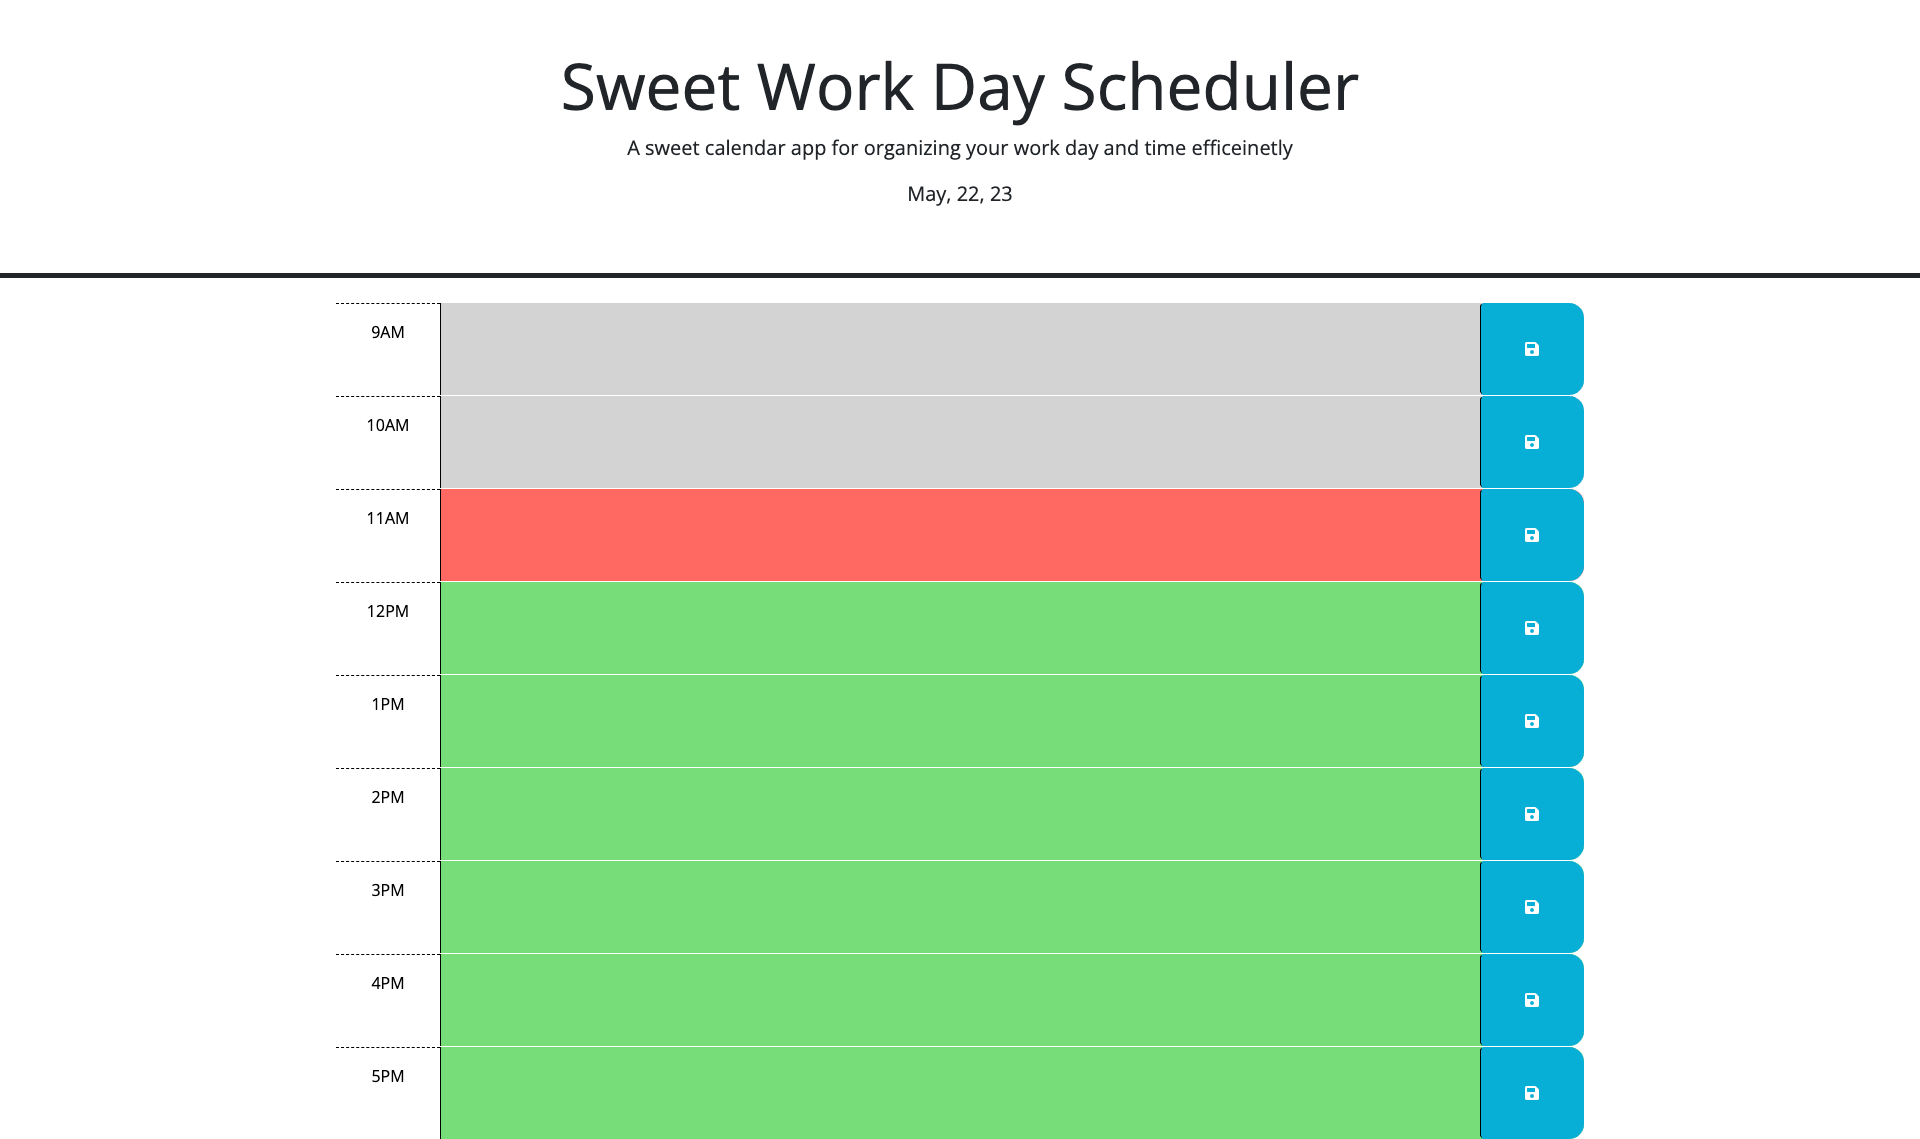 Sweet Work Day Scheduler
A sweet calendar app for organizing your work day and time efficeinetly
May, 22, 23
9AM
10AM
11AM
12PM
1PM
2PM
3PM
4PM
5PM